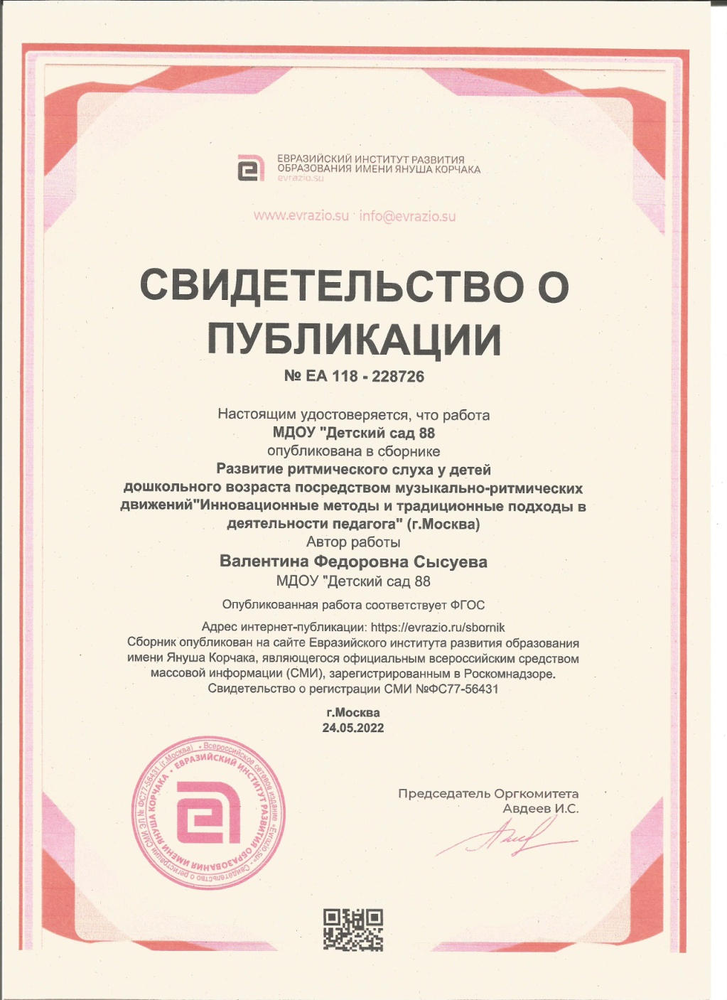 ЕВРАЗИЙСКИЙ ИНСТИТУТ РАЗВИТИЯ
ОБРАЗОВАНИЯ ИМЕНИ ЯНУША КОРЧАКА
evrazio.su
www.evrazio.su info@evrazio.su
СВИДЕТЕЛЬСТВО О
ПУБЛИКАЦИИ
№ ЕА 118 - 228726
Настоящим удостоверяется, что работа
МДОУ "Детский сад 88
опубликована в сборнике
Развитие ритмического слуха у детей
дошкольного возраста посредством музыкально-ритмических
движений"Инновационные методы и традиционные подходы в
деятельности педагога" (г.Москва)
Автор работы
Валентина Федоровна Сысуева
МДОУ "Детский сад 88
Опубликованная работа соответствует ФГОС
Адрес интернет-публикации: https://evrazio.ru/sbornik
Сборник опубликован на сайте Евразийского института развития образования
имени Януша Корчака, являющегося официальным всероссийским средством
массовой информации (СМИ), зарегистрированным в Роскомнадзоре.
Свидетельство о регистрации СМИ №ФС77-56431
г.Москва
24.05.2022
• Всероссийское сетевое издание «Evrazio.su» - Свидетельство о регистрации СМИ ЭЛ № ФС77-56431 (г.Москва)
• ЕВРАЗИЙСКИЙ ИНСТИТУТ РАЗВИТИЯ ОБРАЗОВАНИЯ ИМЕНИ ЯНУША КОРЧАКА
Председатель Оргкомитета
Авдеев И.С.